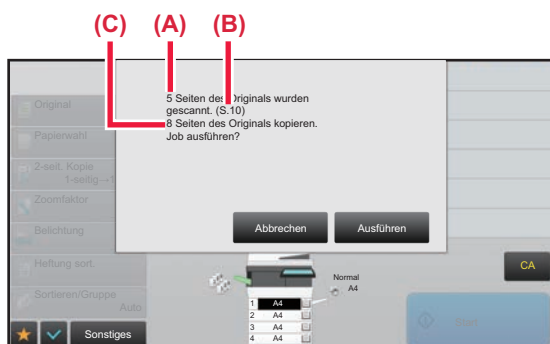 (C) (A) (B)
5 Seiten des Originals wurden
gescannt. (S.10)
8 Seiten des Originals kopieren.
Job ausführen?
Abbrechen Ausführen
Original
Papierwahl
2-seit. Kopie
1-seitig→1
Zoomfaktor
Belichtung
Heftung sort.
Sortieren/Gruppe
Auto
Sonstiges
Normal
A4
1 A4
2 A4
3 A4
4 A4
CA
Start